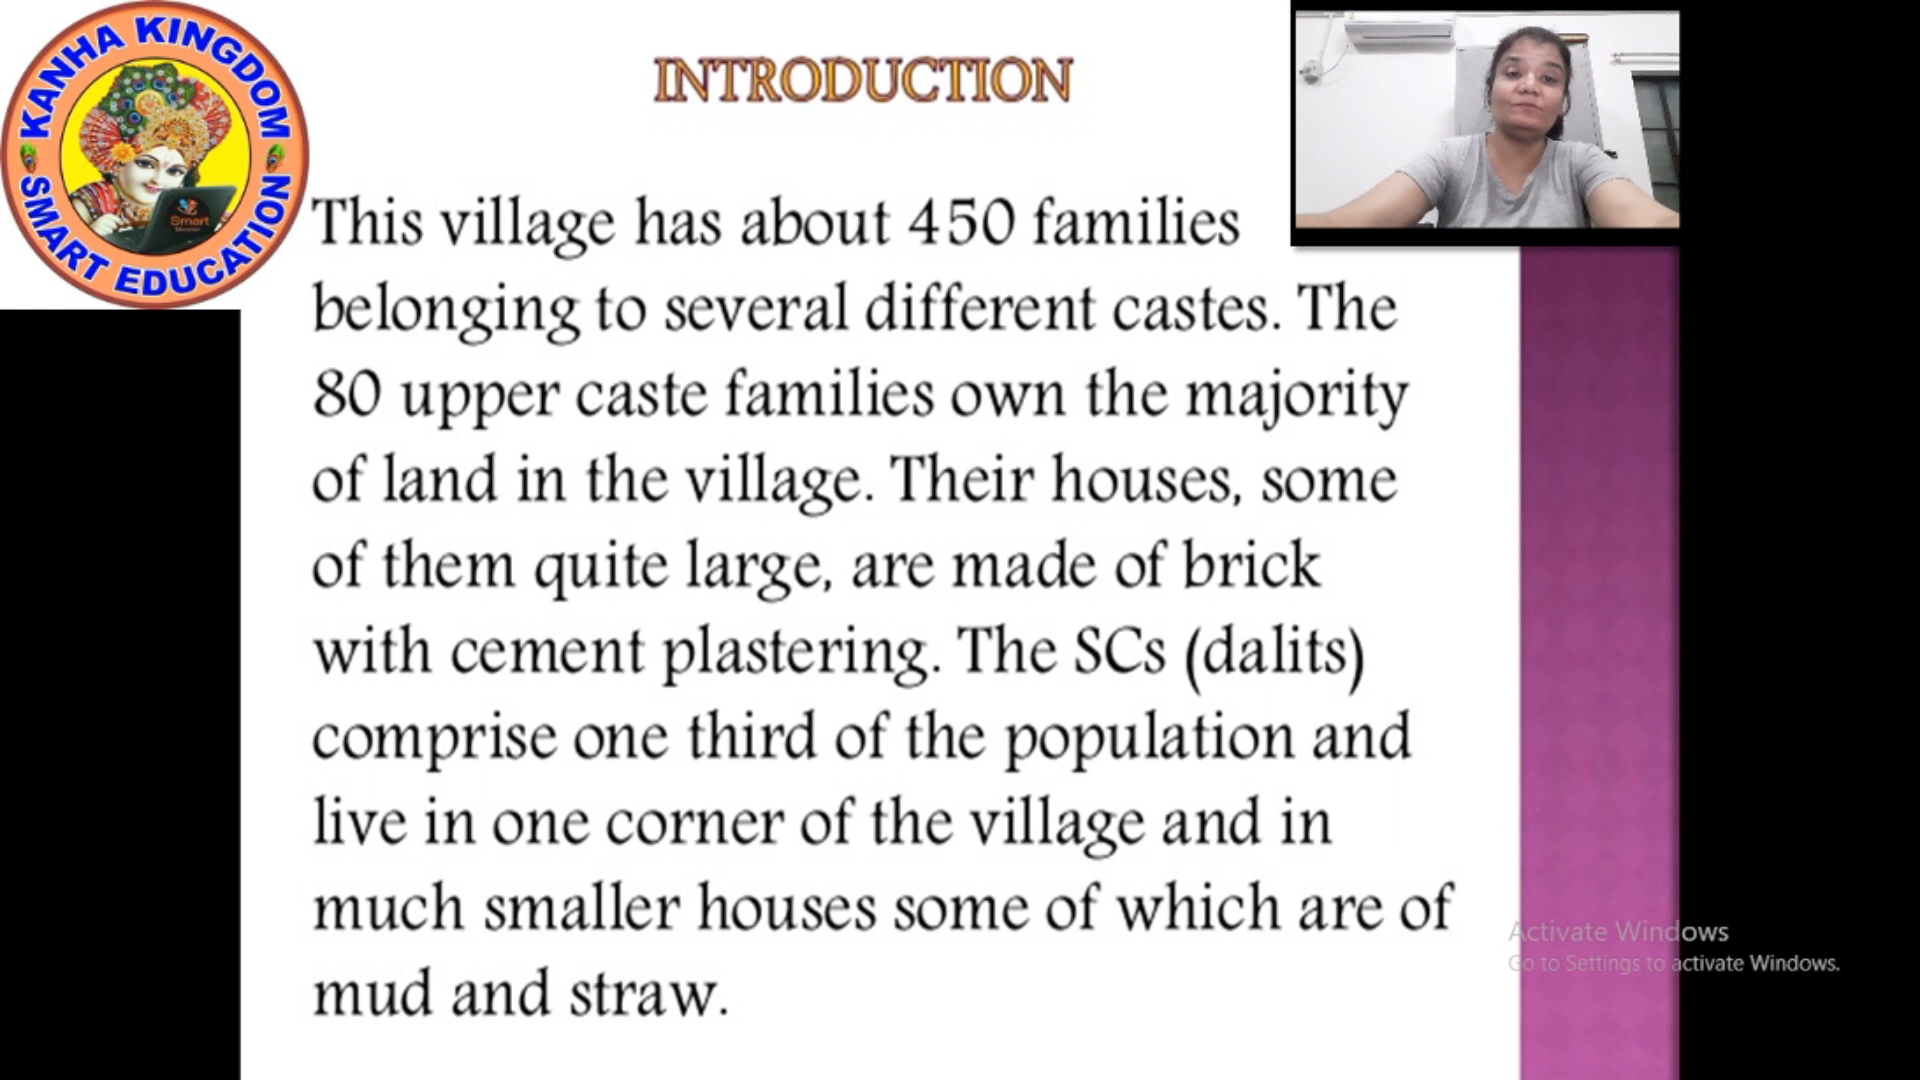 KANHA KINGDOM
SMART EDUCATION
Smart
INTRODUCTION
This village has about 450 families
belonging to several different castes. The
80 upper caste families own the majority
of land in the village. Their houses, some
of them quite large, are made of brick
with cement plastering. The SCs (dalits)
comprise one third of the population and
live in one corner of the village and in
much smaller houses some of which are of
mud and straw.
Activate Windows
Go to Settings to activate Windows.